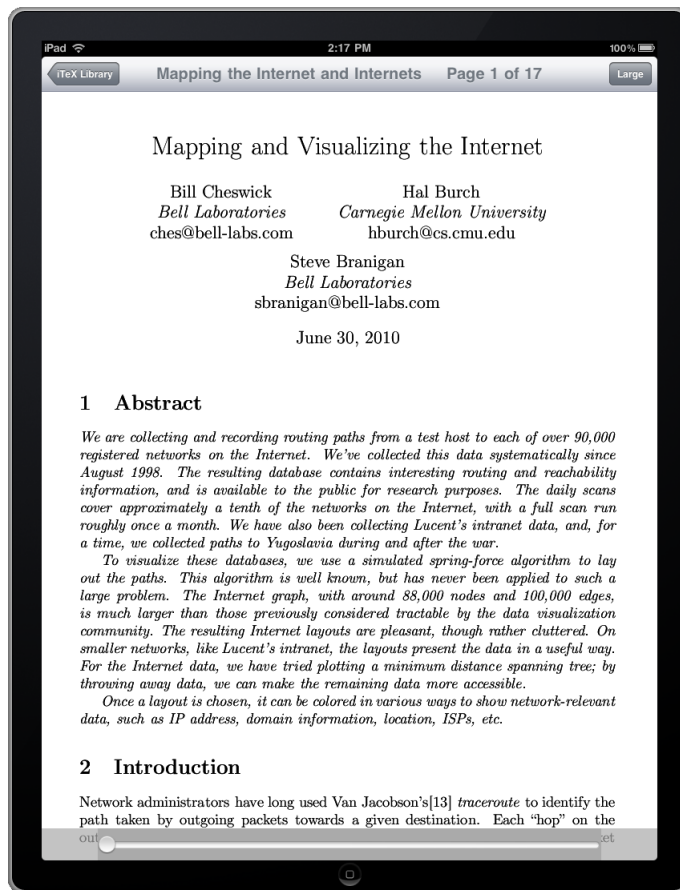 iPad 2:17 PM 100%
iTeX Library Mapping the Internet and Internets Page 1 of 17 Large
Mapping and Visualizing the Internet
Bill Cheswick Hal Burch
Bell Laboratories Carnegie Mellon University
ches@bell-labs.com hburch@cs.cmu.edu
Steve Branigan
Bell Laboratories
sbranigan@bell-labs.com
June 30, 2010
1 Abstract
We are collecting and recording routing paths from a test host to each of over 90,000
registered networks on the Internet. We've collected this data systematically since
August 1998. The resulting database contains interesting routing and reachability
information, and is available to the public for research purposes. The daily scans
cover approximately a tenth of the networks on the Internet, with a full scan run
roughly once a month. We have also been collecting Lucent's intranet data, and, for
a time, we collected paths to Yugoslavia during and after the war.
To visualize these databases, we use a simulated spring-force algorithm to lay
out the paths. This algorithm is well known, but has never been applied to such a
large problem. The Internet graph, with around 88,000 nodes and 100,000 edges,
is much larger than those previously considered tractable by the data visualization
community. The resulting Internet layouts are pleasant, though rather cluttered. On
smaller networks, like Lucent's intranet, the layouts present the data in a useful way.
For the Internet data, we have tried plotting a minimum distance spanning tree; by
throwing away data, we can make the remaining data more accessible.
Once a layout is chosen, it can be colored in various ways to show network-relevant
data, such as IP address, domain information, location, ISPs, etc.
2 Introduction
Network administrators have long used Van Jacobson's[13] traceroute to identify the
path taken by outgoing packets towards a given destination. Each “hop” on the